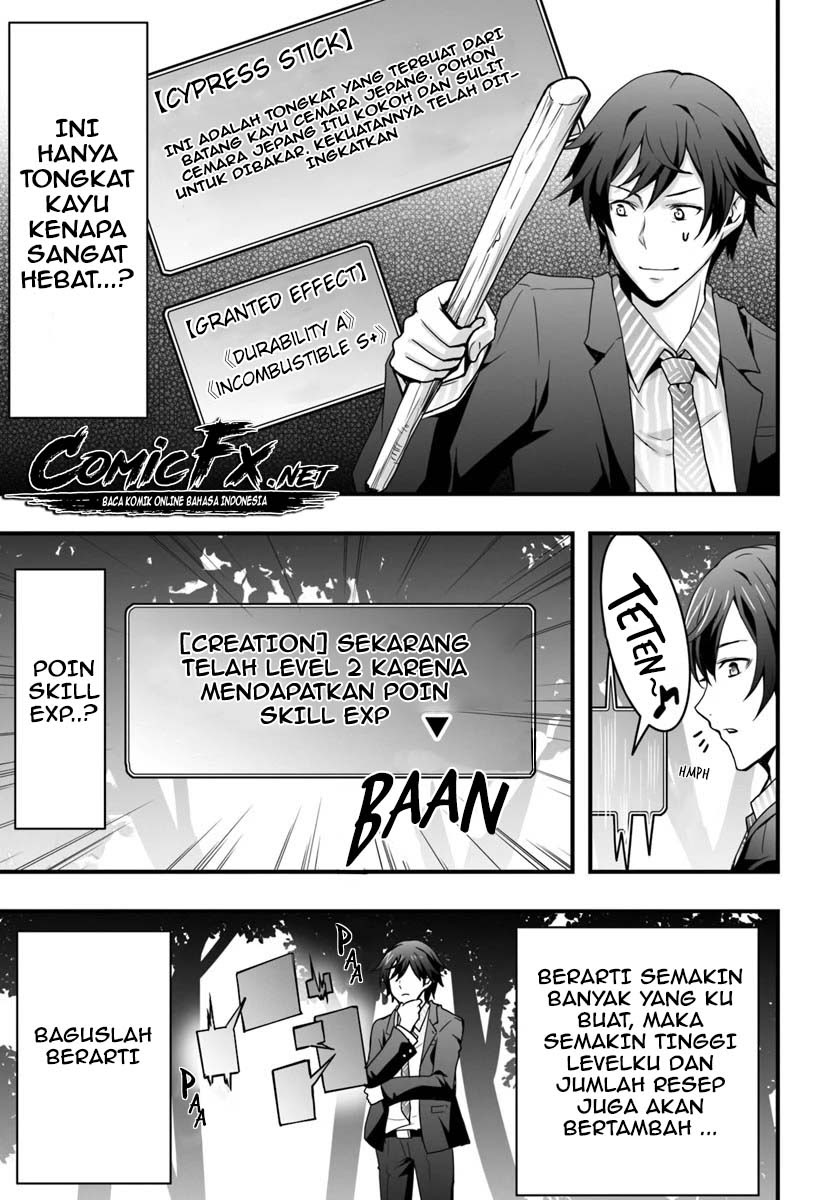 【CYPRESS STICK】
INI ADALAH TONGKAT YANG TERBUAT DARI
BATANG KAYU CEMARA JEPANG. POHON
CEMARA JEPANG ITU KOKOH DAN SULIT
UNTUK DIBAKAR. KEKUATANNYA TELAH DIT-
INGKATKAN
【GRANTED EFFECT】
《DURABILITY A》
《INCOMBUSTIBLE S+》
INI
HANYA
TONGKAT
KAYU
KENAPA
SANGAT
HEBAT...?
COMICFX.NET
BACA KOMIK ONLINE BAHASA INDONESIA
TETEN~
HMPH
[CREATION] SEKARANG
TELAH LEVEL 2 KARENA
MENDAPATKAN POIN
SKILL EXP
BAAN
POIN
SKILL
EXP..?
BERARTI SEMAKIN
BANYAK YANG KU
BUAT, MAKA
SEMAKIN TINGGI
LEVELKU DAN
JUMLAH RESEP
JUGA AKAN
BERTAMBAH ...
PAA
PAA
BAGUSLAH
BERARTI